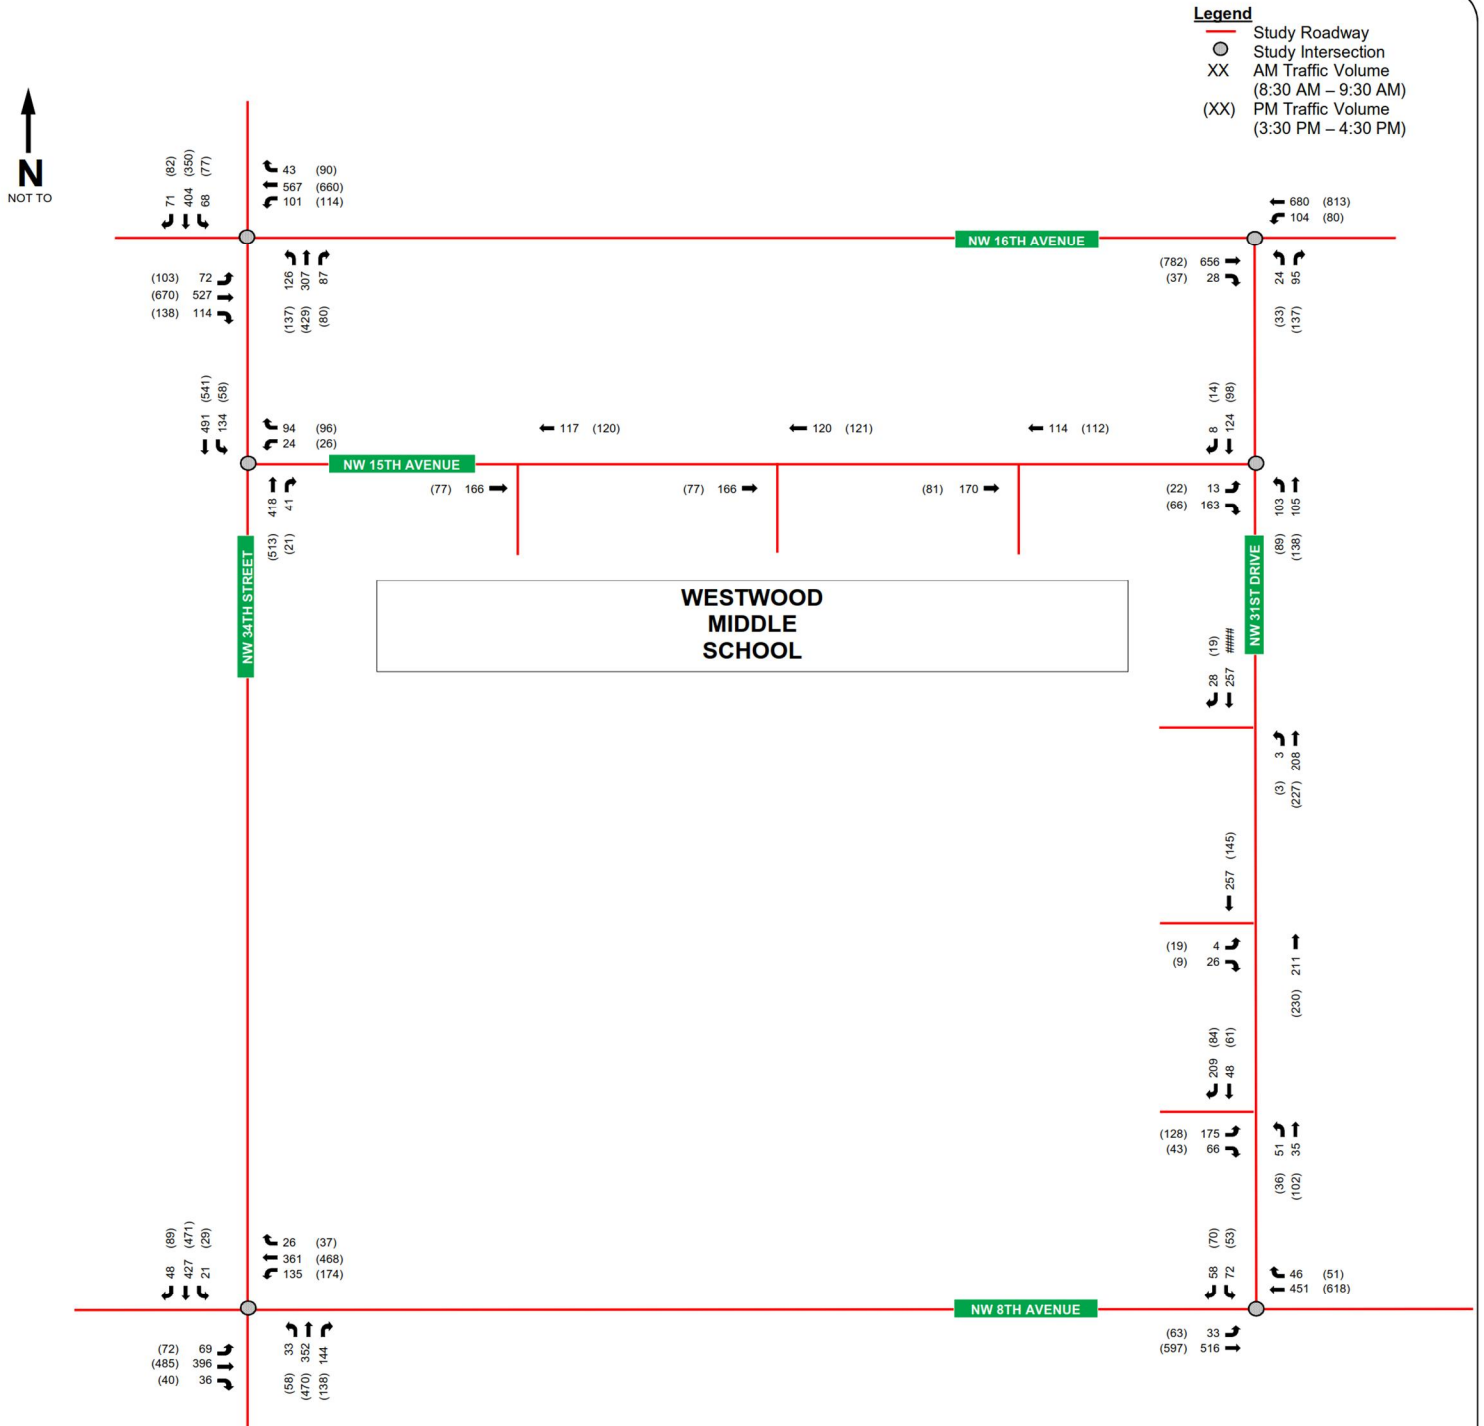 Legend
Study Roadway
Study Intersection
XX AM Traffic Volume
(8:30 AM – 9:30 AM)
(XX) PM Traffic Volume
(3:30 PM – 4:30 PM)
N
NOT TO
(82) (350) (77)
71 404 68
43 (90)
567 (660)
101 (114)
680 (813)
104 (80)
NW 16TH AVENUE
(103) 72
(670) 527
(138) 114
126 307 87
(137) (429) (80)
(782) 656
(37) 28
24 95
(33) (137)
(541) (58)
491 134
94 (96)
24 (26)
117 (120)
120 (121)
114 (112)
(14) (98)
8 124
NW 15TH AVENUE
(77) 166
(77) 166
(81) 170
(22) 13
(66) 163
418 41
(513) (21)
103 105
(89) (138)
NW 34TH STREET
NW 31ST DRIVE
WESTWOOD
MIDDLE
SCHOOL
(19) ####
28 257
3 208
(3) (227)
(145)
257
(19) 4
(9) 26
211
(230)
(84) (61)
209 48
(128) 175
(43) 66
51 35
(36) (102)
(89) (471) (29)
48 427 21
26 (37)
361 (468)
135 (174)
(70) (53)
58 72
46 (51)
451 (618)
NW 8TH AVENUE
(72) 69
(485) 396
(40) 36
33 352 144
(58) (470) (138)
(63) 33
(597) 516